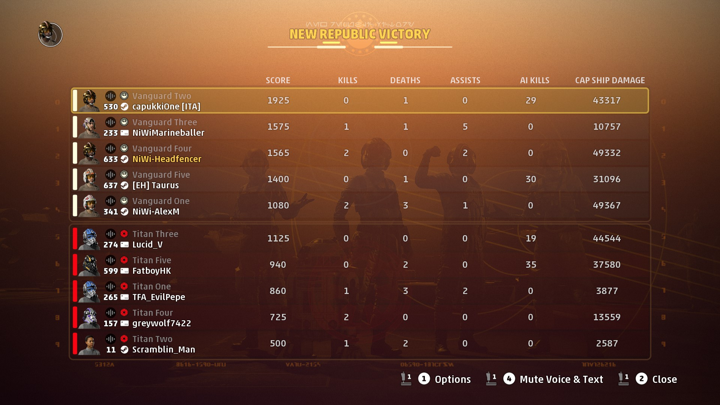 NEW REPUBLIC VICTORY
SCORE KILLS DEATHS ASSISTS AI KILLS CAP SHIP DAMAGE
Vanguard Two
530 capukkiOne [ITA] 1925 0 1 0 29 43317
Vanguard Three
233 NiWiMarineballer 1575 1 1 5 0 10757
Vanguard Four
633 NiWi-Headfencer 1565 2 0 2 0 49332
Vanguard Five
637 [EH] Taurus 1400 0 1 0 30 31096
Vanguard One
341 NiWi-AlexM 1080 2 3 1 0 49367
Titan Three
274 Lucid_V 1125 0 0 0 19 44544
Titan Five
599 FatboyHK 940 0 2 0 35 37580
Titan One
265 TFA_EvilPepe 860 1 3 2 0 3877
Titan Four
157 greywolf7422 725 2 0 0 0 13559
Titan Two
11 Scramblin_Man 500 1 2 0 0 2587
1 1 Options 1 4 Mute Voice & Text 1 2 Close